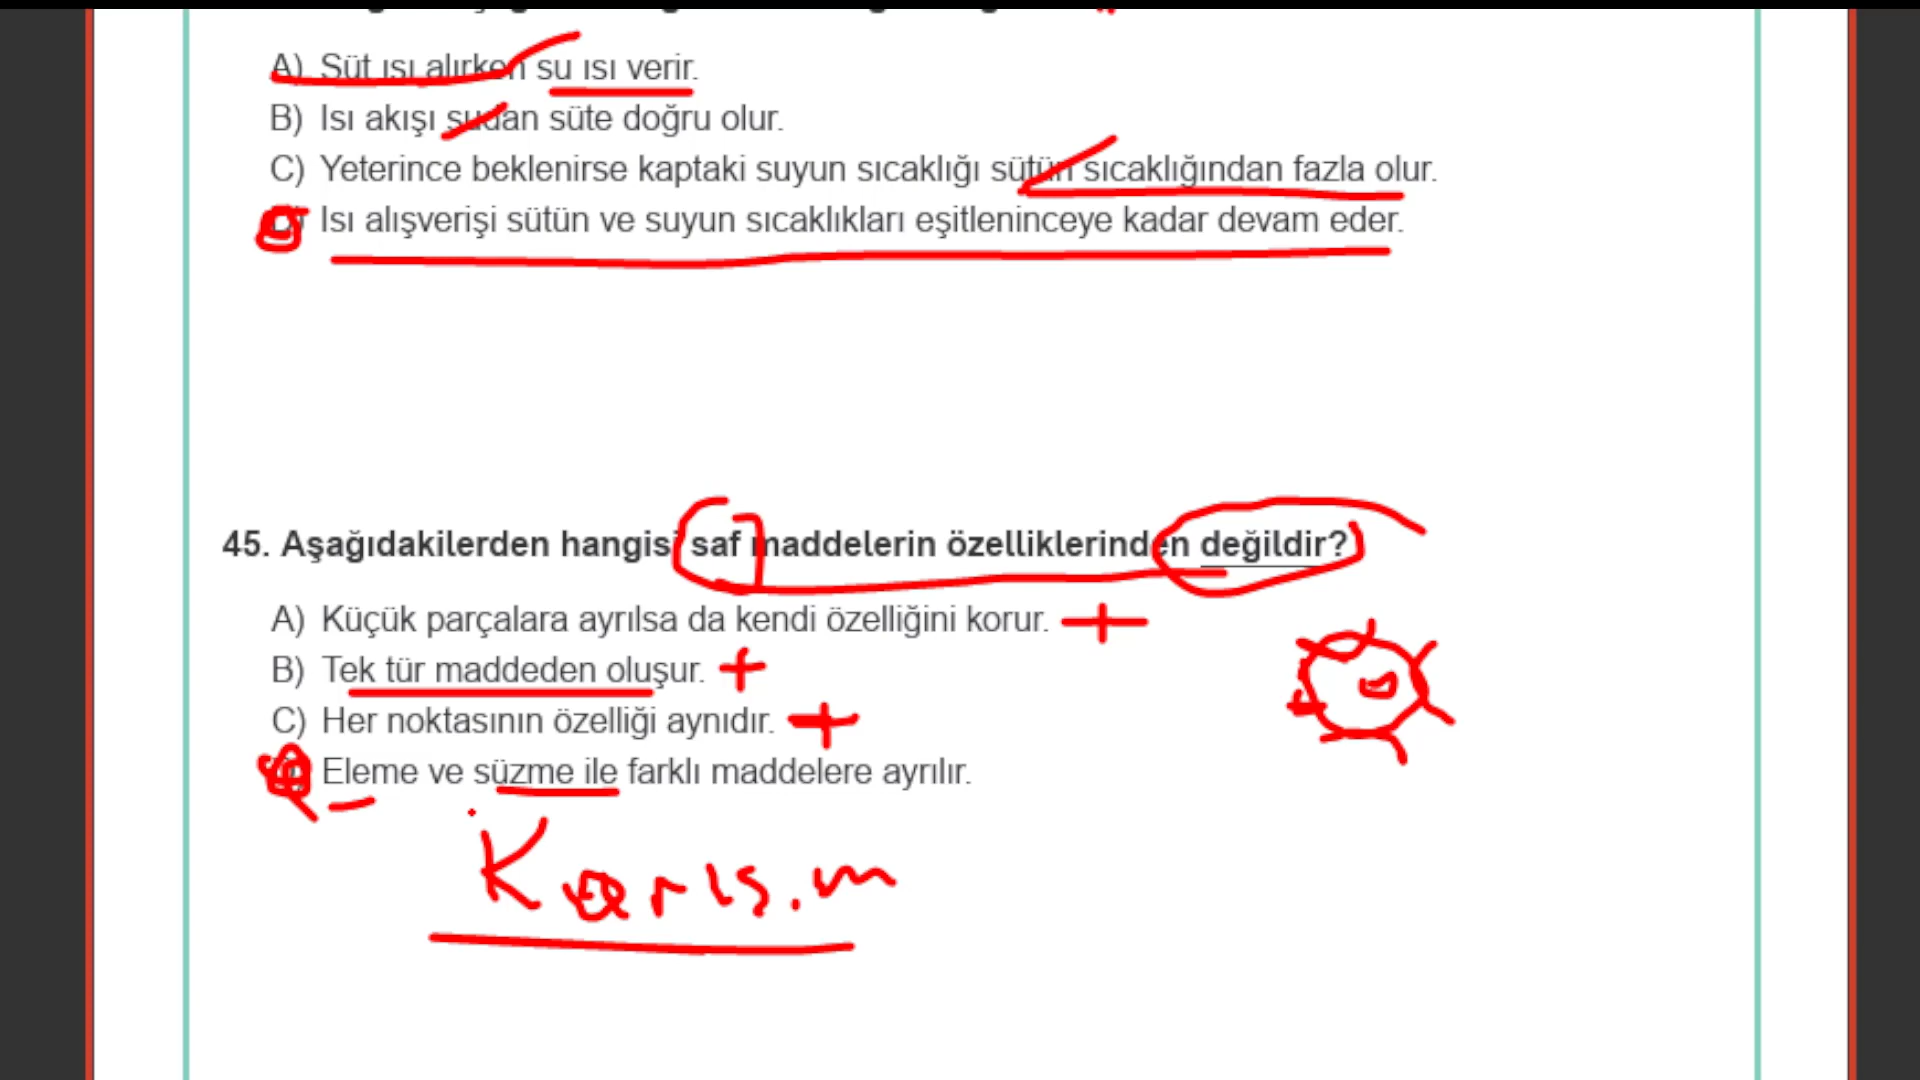 A) Süt ısı alırken su ısı verir.
B) Isı akışı sudan süte doğru olur.
C) Yeterince beklenirse kaptaki suyun sıcaklığı sütün sıcaklığından fazla olur.
D) Isı alışverişi sütün ve suyun sıcaklıkları eşitleninceye kadar devam eder.
45. Aşağıdakilerden hangisi saf maddelerin özelliklerinden değildir?
A) Küçük parçalara ayrılsa da kendi özelliğini korur. +
B) Tek tür maddeden oluşur. +
C) Her noktasının özelliği aynıdır. +
D) Eleme ve süzme ile farklı maddelere ayrılır.
Karış.m